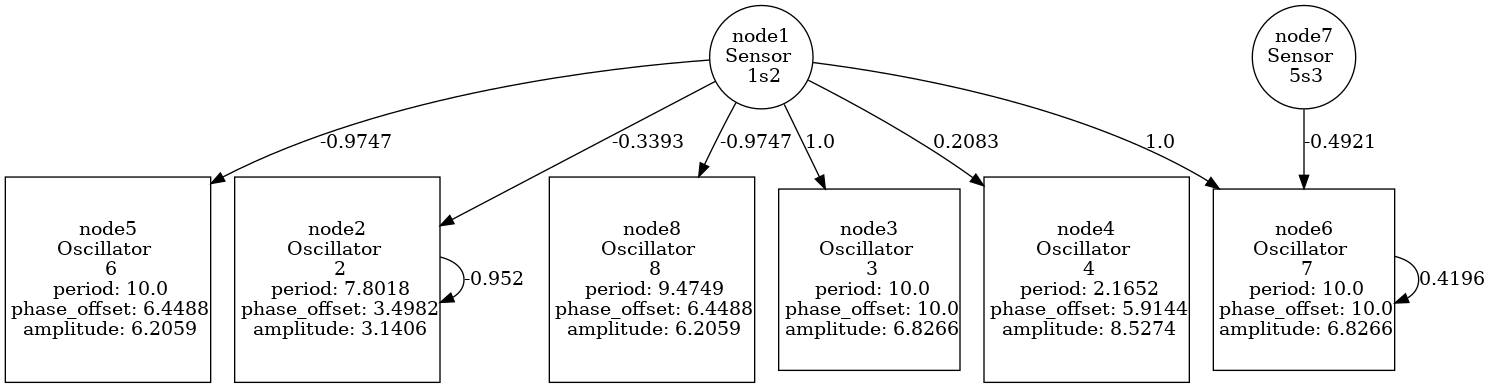 node1
Sensor
1s2
node7
Sensor
5s3
-0.9747
-0.3393
-0.9747
1.0
0.2083
1.0
-0.4921
node5
Oscillator
6
period: 10.0
phase_offset: 6.4488
amplitude: 6.2059
node2
Oscillator
2
period: 7.8018
phase_offset: 3.4982
amplitude: 3.1406
-0.952
node8
Oscillator
8
period: 9.4749
phase_offset: 6.4488
amplitude: 6.2059
node3
Oscillator
3
period: 10.0
phase_offset: 10.0
amplitude: 6.8266
node4
Oscillator
4
period: 2.1652
phase_offset: 5.9144
amplitude: 8.5274
node6
Oscillator
7
period: 10.0
phase_offset: 10.0
amplitude: 6.8266
0.4196